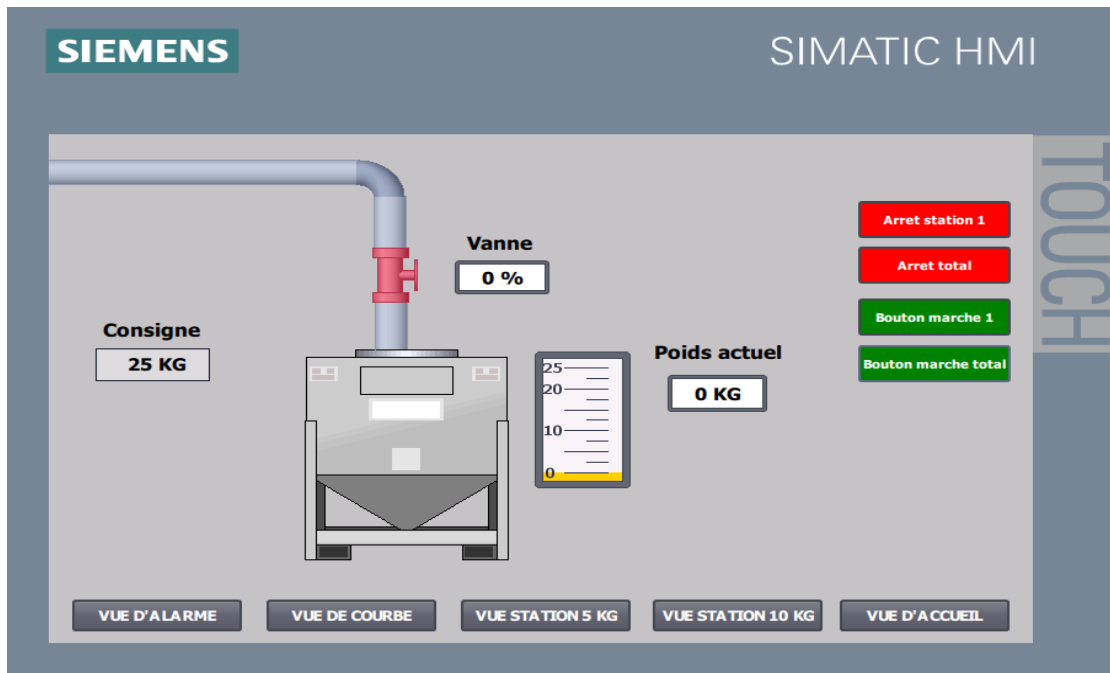 SIEMENS
SIMATIC HMI
TOUCH
Vanne
0 %
Consigne
25 KG
25
20
10
0
Poids actuel
0 KG
Arret station 1
Arret total
Bouton marche 1
Bouton marche total
VUE D'ALARME
VUE DE COURBE
VUE STATION 5 KG
VUE STATION 10 KG
VUE D'ACCUEIL